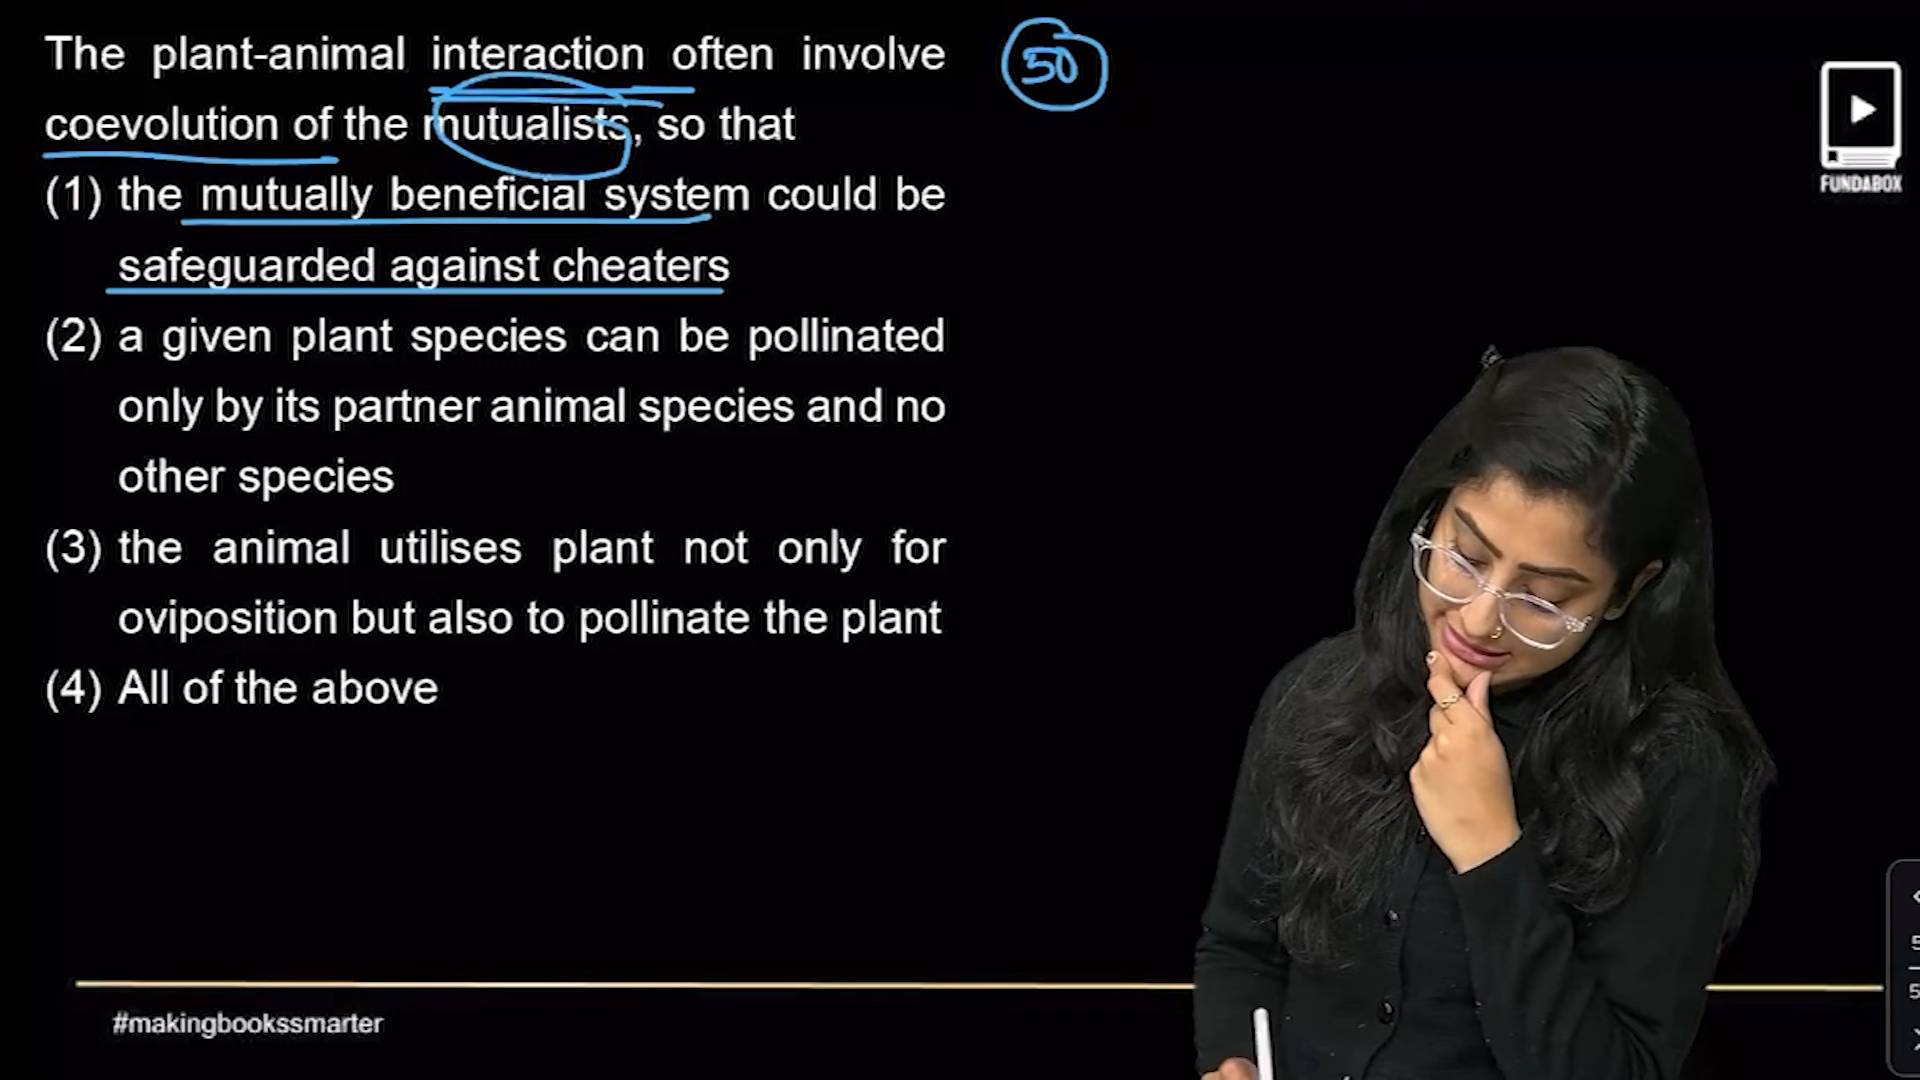 The plant-animal interaction often involve
coevolution of the mutualists, so that
(1) the mutually beneficial system could be
safeguarded against cheaters
(2) a given plant species can be pollinated
only by its partner animal species and no
other species
(3) the animal utilises plant not only for
oviposition but also to pollinate the plant
(4) All of the above
50
FUNDABOX
5
5
#makingbookssmarter